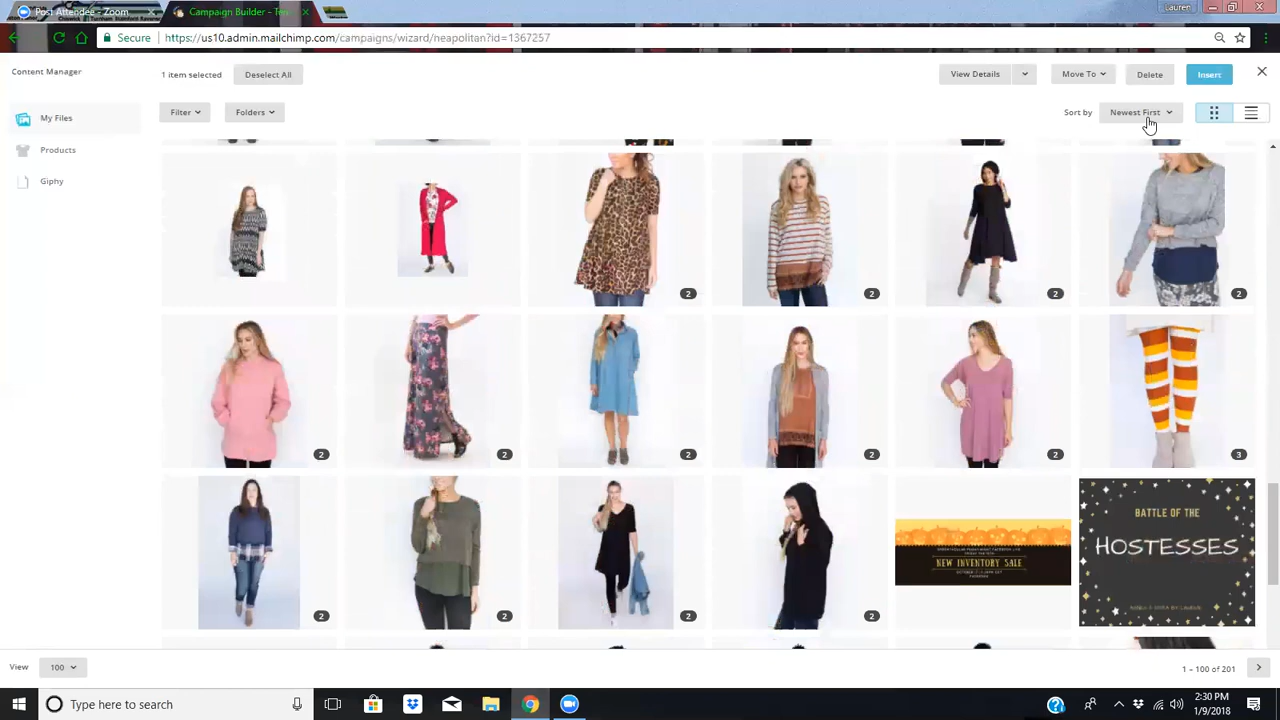 Post Attendee - Zoom
Campaign Builder - Te
Lauren
Secure
https://us10.admin.mailchimp.com/campaigns/wizard/neapolitan?id=1367257
Content Manager
1 item selected
Deselect All
View Details
Move To
Delete
Insert
My Files
Filter
Folders
Sort by
Newest First
Products
Giphy
2
2
2
2
2
2
2
2
2
3
BATTLE OF THE
HOSTESSES
NEW INVENTORY SALE
2
2
2
2
View
100
1 – 100 of 201
Type here to search
2:30 PM
1/9/2018